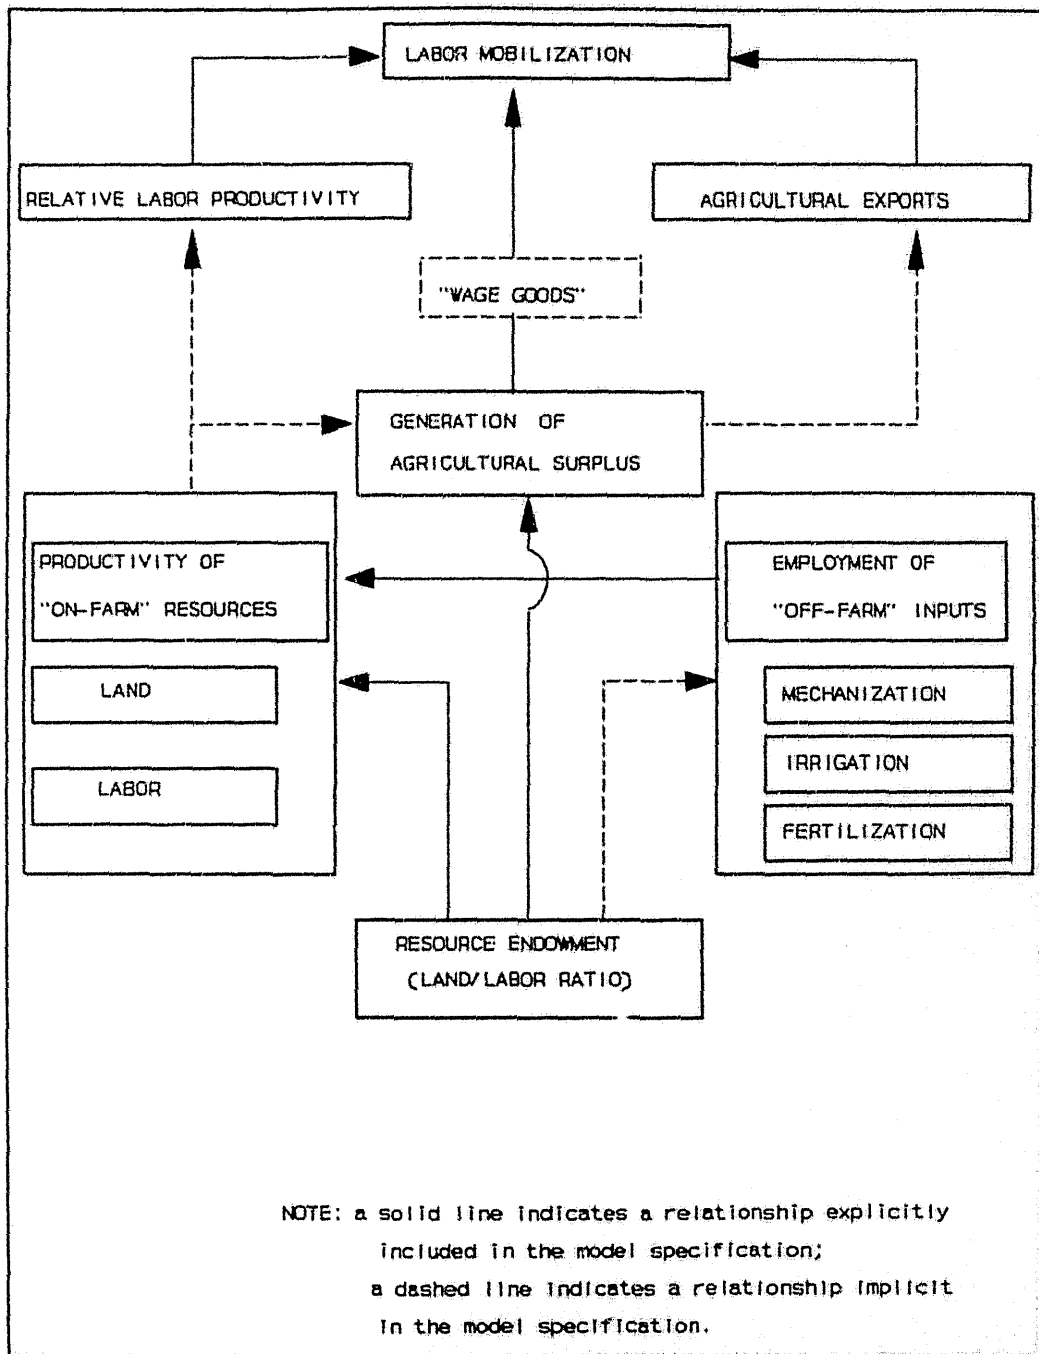 LABOR MOBILIZATION
RELATIVE LABOR PRODUCTIVITY
AGRICULTURAL EXPORTS
"WAGE GOODS"
GENERATION OF
AGRICULTURAL SURPLUS
PRODUCTIVITY OF
"ON-FARM" RESOURCES
LAND
LABOR
EMPLOYMENT OF
"OFF-FARM" INPUTS
MECHANIZATION
IRRIGATION
FERTILIZATION
RESOURCE ENDOWMENT
(LAND/LABOR RATIO)
NOTE: a solid line indicates a relationship explicitly
included in the model specification;
a dashed line indicates a relationship implicit
in the model specification.